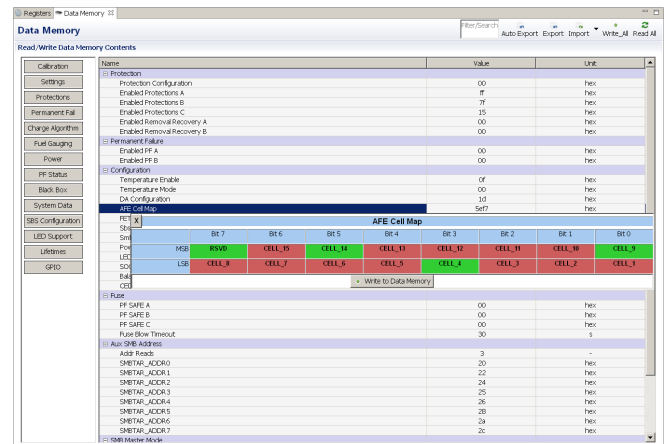 Registers Data Memory
Data Memory
Filter/Search
Auto Export Export Import Write_All Read All
Read/Write Data Memory Contents
Calibration
Settings
Protections
Permanent Fail
Charge Algorithm
Fuel Gauging
Power
PF Status
Black Box
System Data
SBS Configuration
LED Support
Lifetimes
GPIO
Name Value Unit
Protection
Protection Configuration 00 hex
Enabled Protections A ff hex
Enabled Protections B 7f hex
Enabled Protections C 15 hex
Enabled Removal Recovery A 00 hex
Enabled Removal Recovery B 00 hex
Permanent Failure
Enabled PF A 00 hex
Enabled PF B 00 hex
Configuration
Temperature Enable 0f hex
Temperature Mode 00 hex
DA Configuration 1d hex
AFE Cell Map 5ef7 hex
FET
X AFE Cell Map
Bit 7 Bit 6 Bit 5 Bit 4 Bit 3 Bit 2 Bit 1 Bit 0
MSB RSVD CELL_15 CELL_14 CELL_13 CELL_12 CELL_11 CELL_10 CELL_9
LSB CELL_8 CELL_7 CELL_6 CELL_5 CELL_4 CELL_3 CELL_2 CELL_1
Write to Data Memory
Fuse
PF SAFE A 00 hex
PF SAFE B 00 hex
PF SAFE C 00 hex
Fuse Blow Timeout 30 s
Aux SMB Address
Addr Reads 3 -
SMBTAR_ADDR0 20 hex
SMBTAR_ADDR1 22 hex
SMBTAR_ADDR2 24 hex
SMBTAR_ADDR3 25 hex
SMBTAR_ADDR4 26 hex
SMBTAR_ADDR5 28 hex
SMBTAR_ADDR6 2a hex
SMBTAR_ADDR7 2c hex
SMB Master Mode